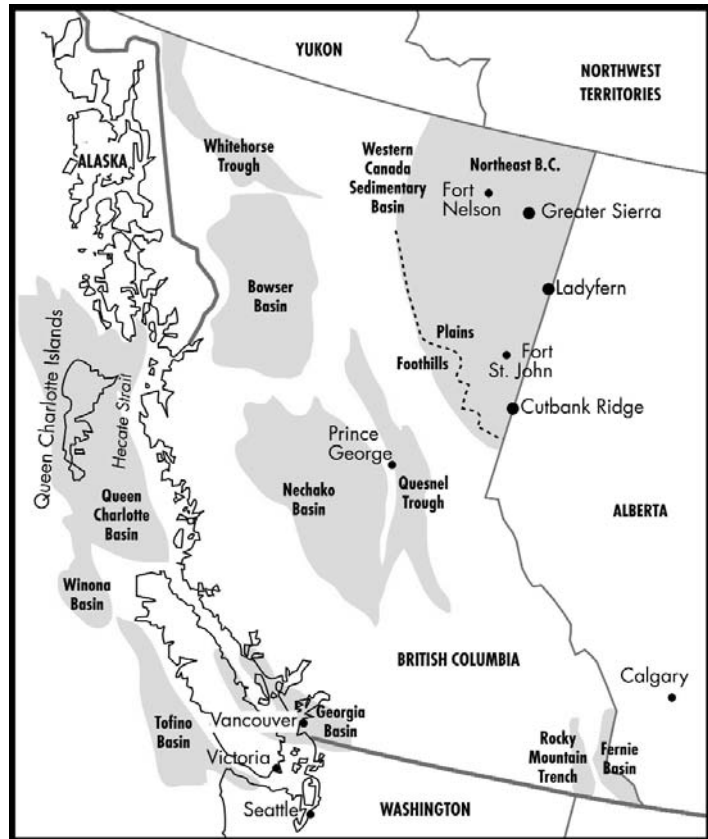 YUKON
NORTHWEST
TERRITORIES
ALASKA
Whitehorse
Trough
Western
Canada
Sedimentary
Basin
Northeast B.C.
Fort
Nelson
Greater Sierra
Bowser
Basin
Ladyfern
Plains
Foothills
Fort
St. John
Cutbank Ridge
Queen Charlotte Islands
Hecate Strait
Prince
George
Queen
Charlotte
Basin
Nechako
Basin
Quesnel
Trough
ALBERTA
Winona
Basin
BRITISH COLUMBIA
Calgary
Tofino
Basin
Vancouver
Georgia
Basin
Victoria
Rocky
Mountain
Trench
Fernie
Basin
Seattle
WASHINGTON